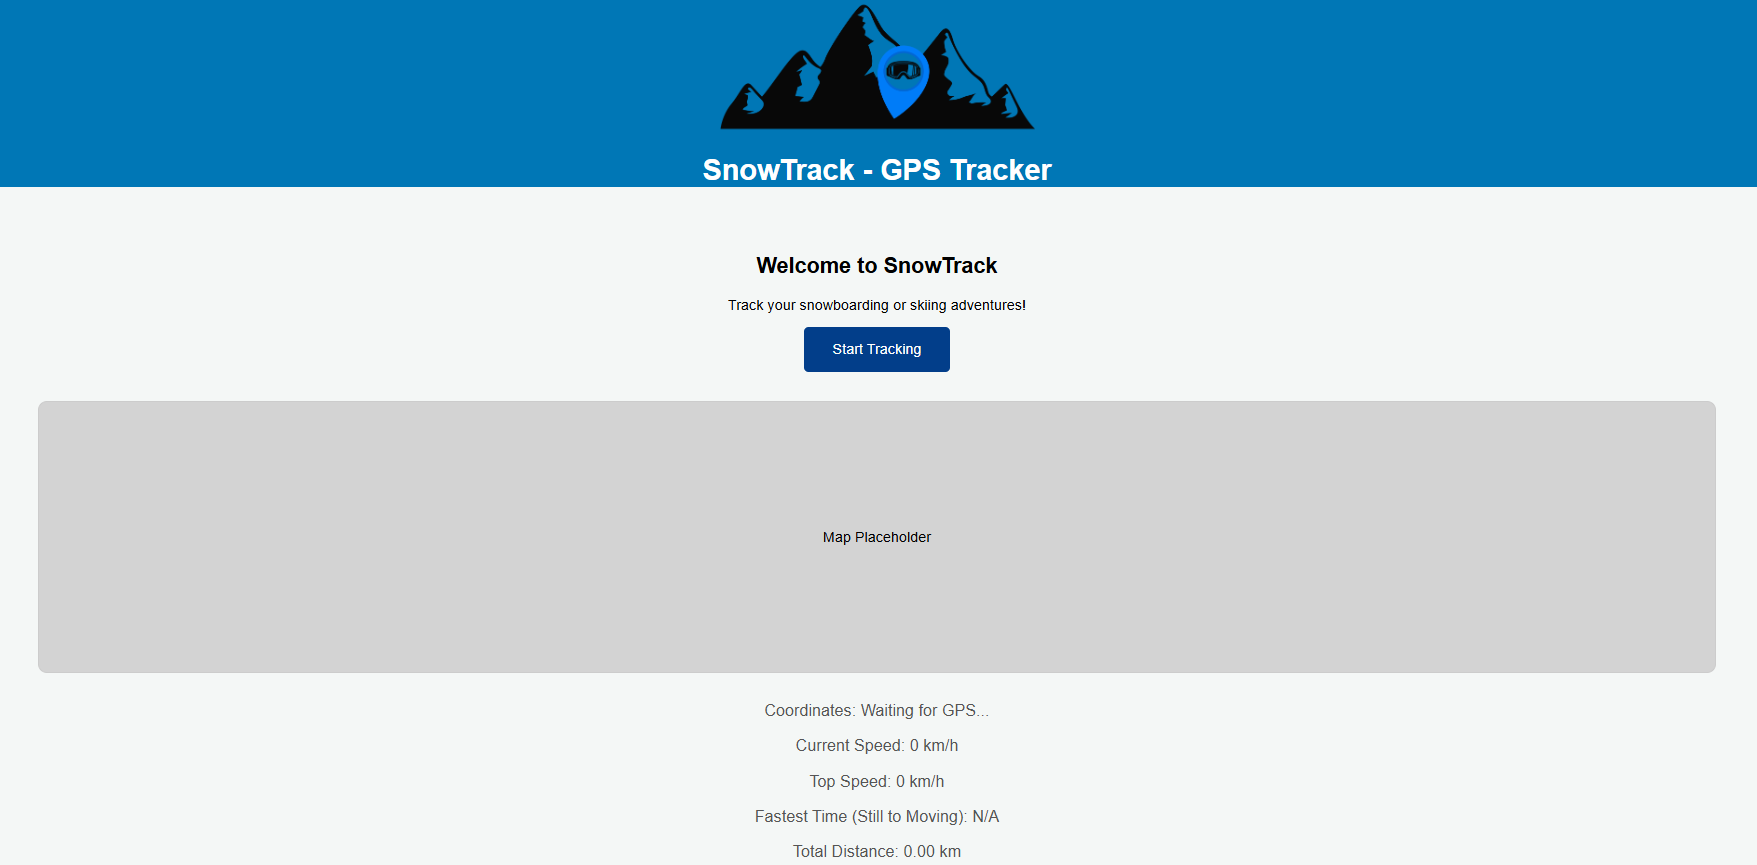 SnowTrack - GPS Tracker
Welcome to SnowTrack
Track your snowboarding or skiing adventures!
Start Tracking
Map Placeholder
Coordinates: Waiting for GPS...
Current Speed: 0 km/h
Top Speed: 0 km/h
Fastest Time (Still to Moving): N/A
Total Distance: 0.00 km